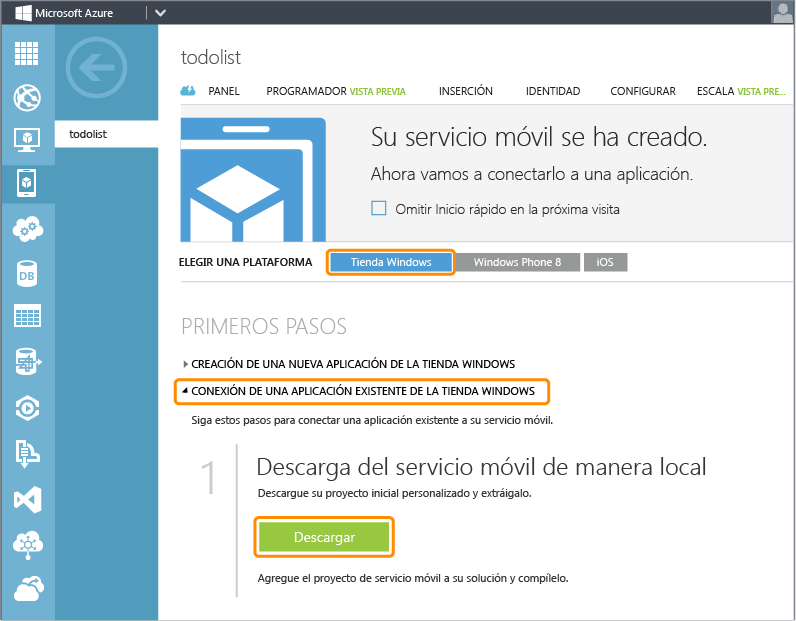 Microsoft Azure
todolist
todolist
PANEL PROGRAMADOR VISTA PREVIA INSERCIÓN IDENTIDAD CONFIGURAR ESCALA VISTA PRE...
Su servicio móvil se ha creado.
Ahora vamos a conectarlo a una aplicación.
Omitir Inicio rápido en la próxima visita
ELEGIR UNA PLATAFORMA Tienda Windows Windows Phone 8 iOS
PRIMEROS PASOS
CREACIÓN DE UNA NUEVA APLICACIÓN DE LA TIENDA WINDOWS
CONEXIÓN DE UNA APLICACIÓN EXISTENTE DE LA TIENDA WINDOWS
Siga estos pasos para conectar una aplicación existente a su servicio móvil.
1 Descarga del servicio móvil de manera local
Descargue su proyecto inicial personalizado y extráigalo.
DB
Descargar
Agregue el proyecto de servicio móvil a su solución y compílelo.